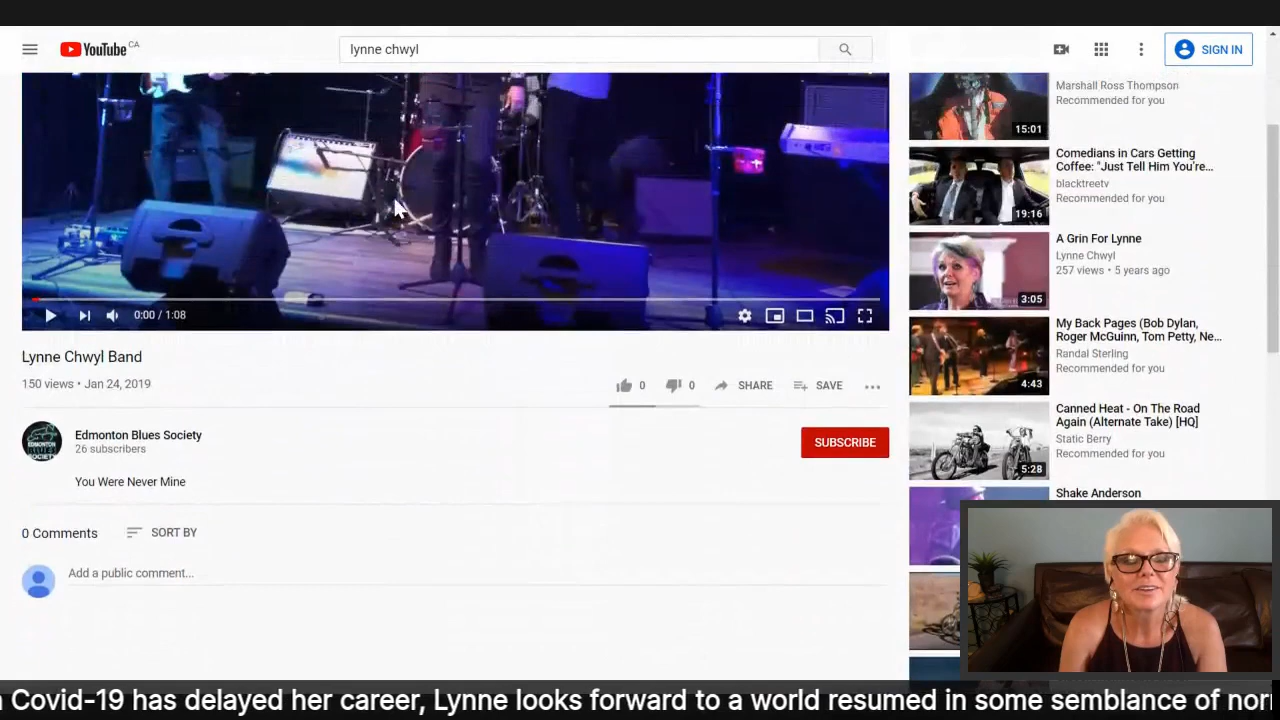 YouTube CA
lynne chwyl
SIGN IN
0:00 / 1:08
Lynne Chwyl Band
150 views • Jan 24, 2019
0
0
SHARE
SAVE
EDMONTON
BLUES
SOCIETY
Edmonton Blues Society
26 subscribers
SUBSCRIBE
You Were Never Mine
0 Comments
SORT BY
Add a public comment...
Marshall Ross Thompson
Recommended for you
15:01
Comedians in Cars Getting
Coffee: "Just Tell Him You're...
blacktreetv
Recommended for you
19:16
A Grin For Lynne
Lynne Chwyl
257 views • 5 years ago
3:05
My Back Pages (Bob Dylan,
Roger McGuinn, Tom Petty, Ne...
Randal Sterling
Recommended for you
4:43
Canned Heat - On The Road
Again (Alternate Take) [HQ]
Static Berry
Recommended for you
5:28
Shake Anderson
Covid-19 has delayed her career, Lynne looks forward to a world resumed in some semblance of